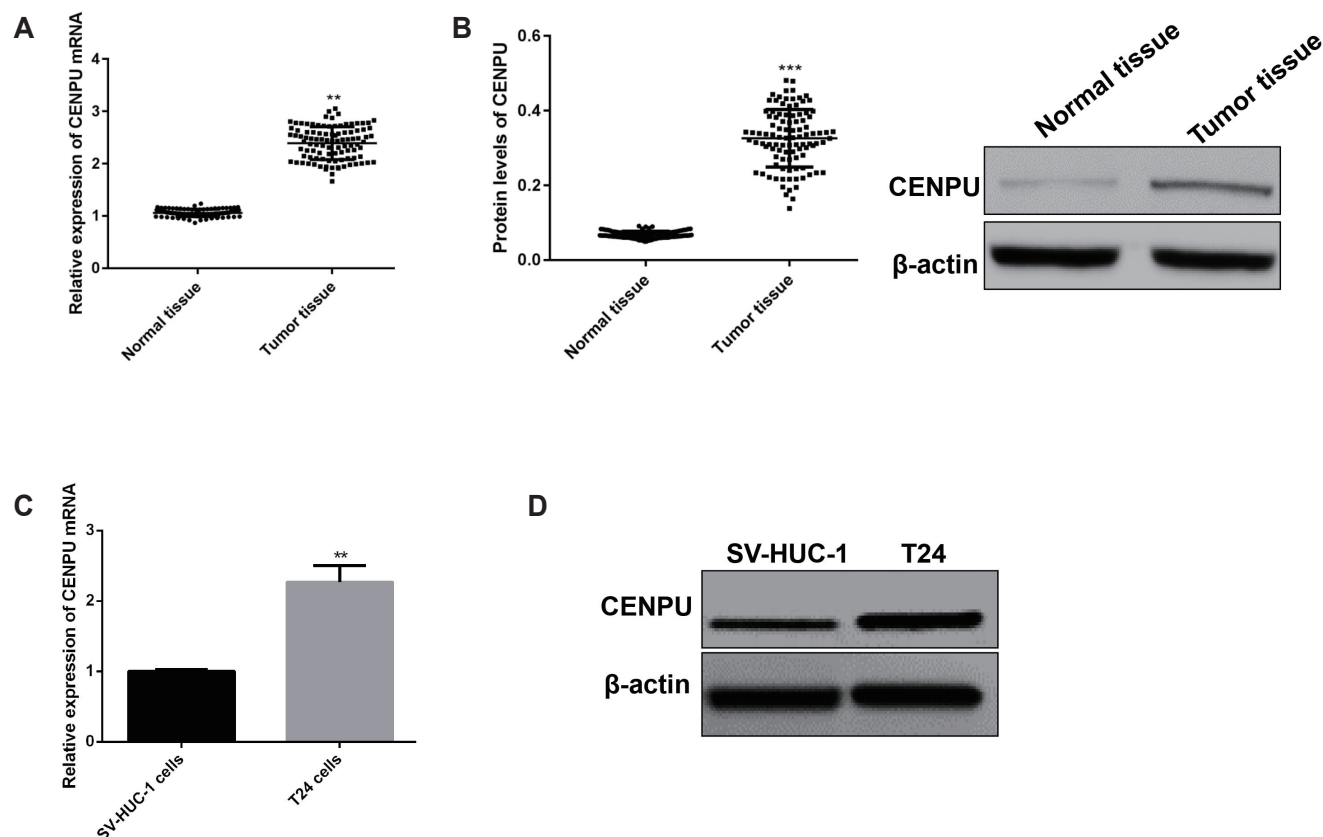 A
Relative expression of CENPU mRNA
4
3
2
1
0
**
Normal tissue
Tumor tissue
B
Protein levels of CENPU
0.6
0.4
0.2
0.0
***
Normal tissue
Tumor tissue
Normal tissue
Tumor tissue
CENPU
β-actin
C
Relative expression of CENPU mRNA
3
2
1
0
**
SV-HUC-1 cells
T24 cells
D
SV-HUC-1 T24
CENPU
β-actin